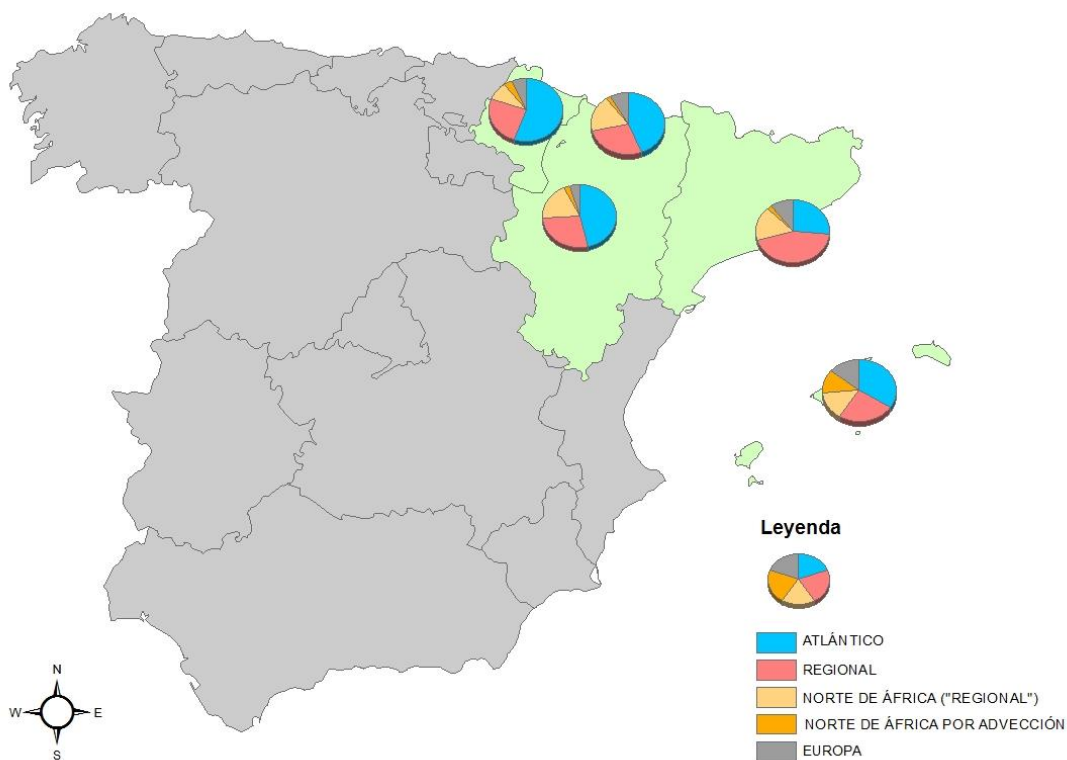 Leyenda
ATLÁNTICO
REGIONAL
NORTE DE ÁFRICA ("REGIONAL")
NORTE DE ÁFRICA POR ADVECCIÓN
EUROPA
N
W E
S